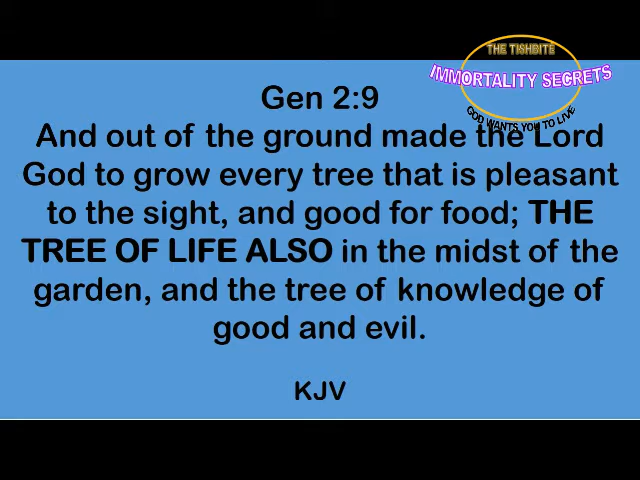 THE TISHBITE
IMMORTALITY SECRETS
GOD WANTS YOU TO LIVE
Gen 2:9
And out of the ground made the Lord
God to grow every tree that is pleasant
to the sight, and good for food; THE
TREE OF LIFE ALSO in the midst of the
garden, and the tree of knowledge of
good and evil.
KJV